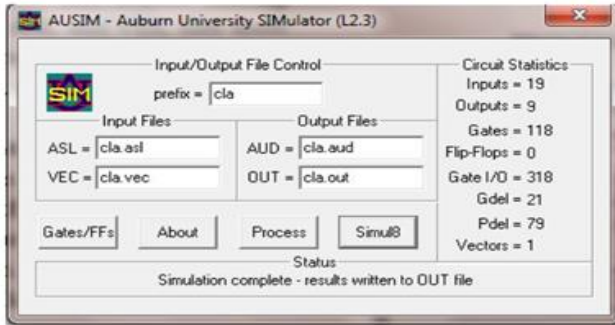 AUSIM - Auburn University SIMulator (L2.3)
Input/Output File Control
SIM
prefix = cla
Input Files
Output Files
ASL = cla.asl
AUD = cla.aud
VEC = cla.vec
OUT = cla.out
Gates/FFs
About
Process
Simul8
Circuit Statistics
Inputs = 19
Outputs = 9
Gates = 118
Flip-Flops = 0
Gate I/O = 318
Gdel = 21
Pdel = 79
Vectors = 1
Status
Simulation complete - results written to OUT file